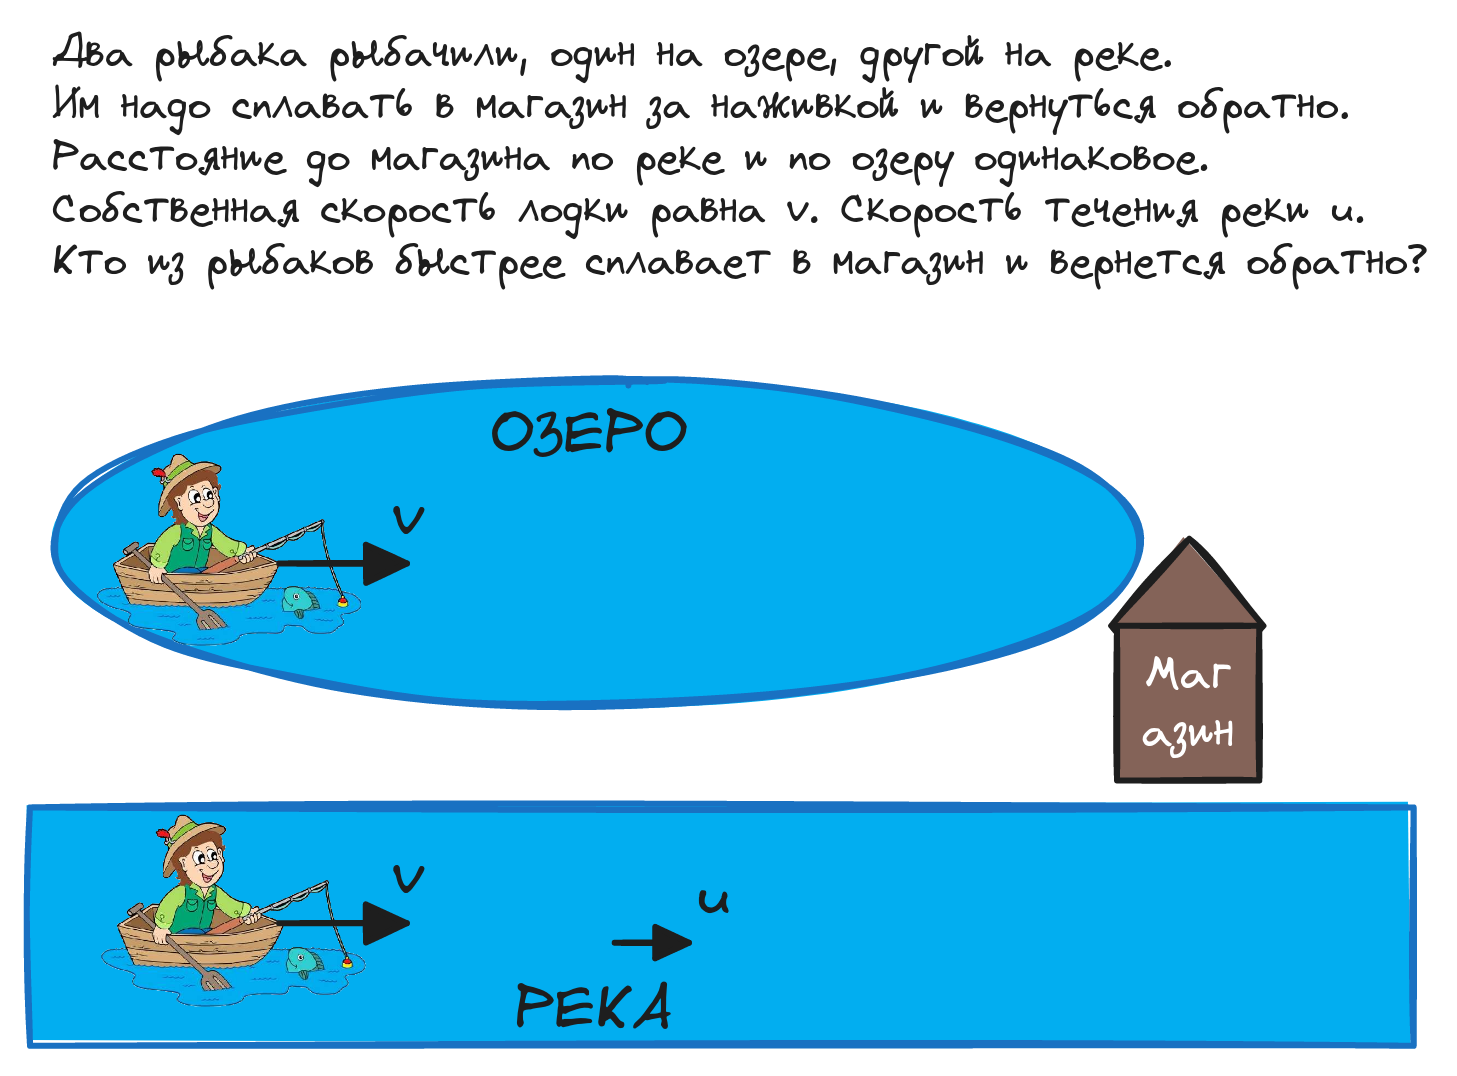 Два рыбака рыбачили, один на озере, другой на реке.
Им надо сплавать в магазин за наживкой и вернуться обратно.
Расстояние до магазина по реке и по озеру одинаковое.
Собственная скорость лодки равна v. Скорость течения реки u.
Кто из рыбаков быстрее сплавает в магазин и вернется обратно?
ОЗЕРО
v
Маг
азин
v
u
РЕКА